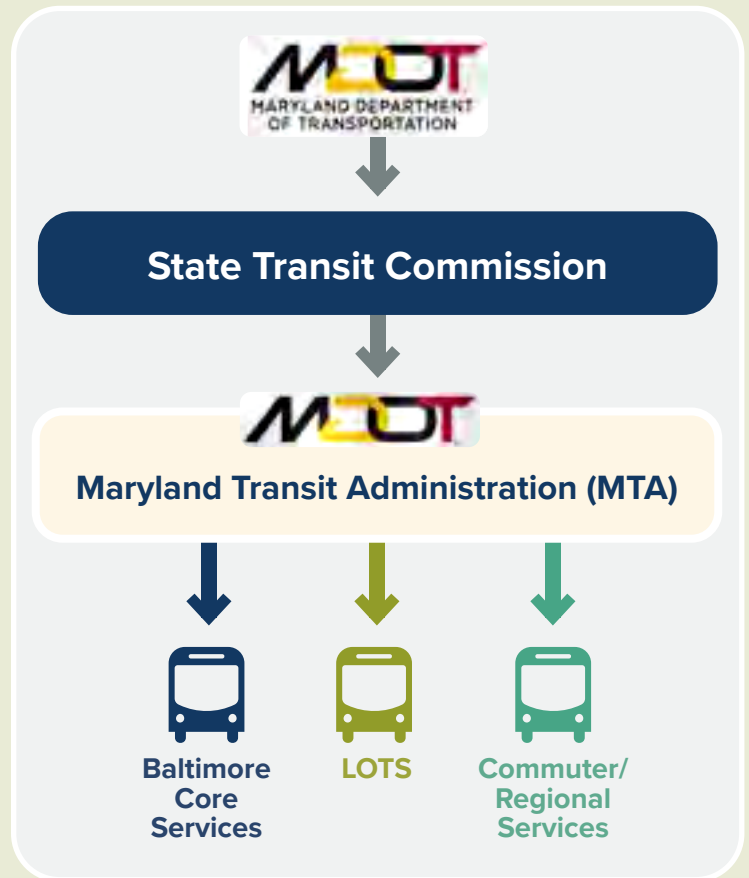 MDOT
MARYLAND DEPARTMENT
OF TRANSPORTATION
State Transit Commission
MDOT
Maryland Transit Administration (MTA)
Baltimore
Core
Services
LOTS
Commuter/
Regional
Services